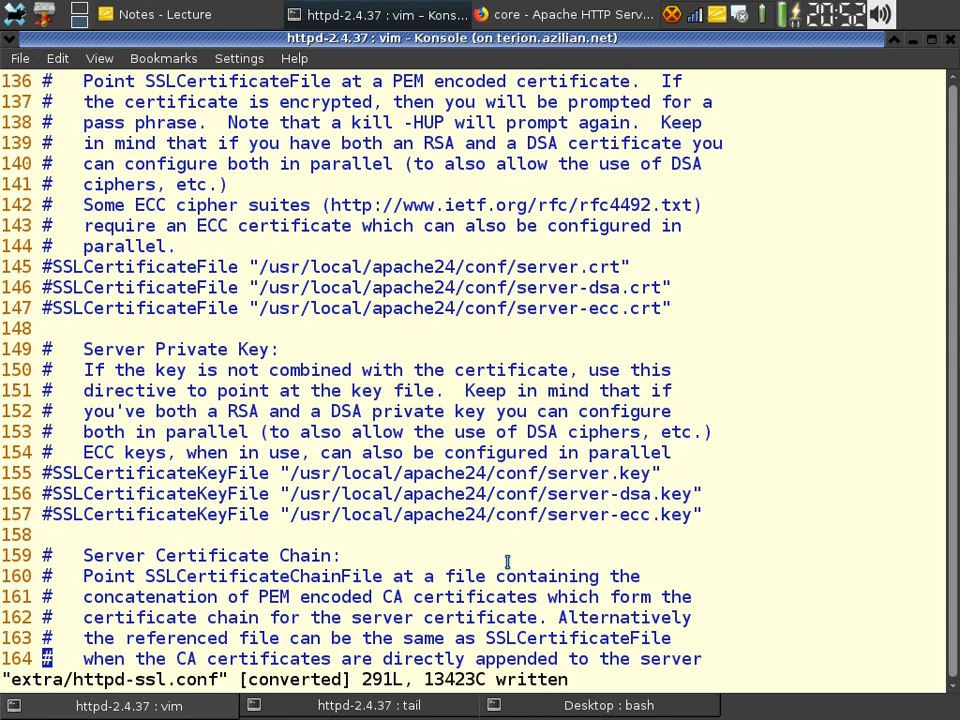 Notes - Lecture
httpd-2.4.37 : vim – Kons...
core - Apache HTTP Serv...
20:52
httpd-2.4.37 : vim - Konsole (on terion.azilian.net)
File Edit View Bookmarks Settings Help
136 #   Point SSLCertificateFile at a PEM encoded certificate.  If
137 #   the certificate is encrypted, then you will be prompted for a
138 #   pass phrase.  Note that a kill -HUP will prompt again.  Keep
139 #   in mind that if you have both an RSA and a DSA certificate you
140 #   can configure both in parallel (to also allow the use of DSA
141 #   ciphers, etc.)
142 #   Some ECC cipher suites (http://www.ietf.org/rfc/rfc4492.txt)
143 #   require an ECC certificate which can also be configured in
144 #   parallel.
145 #SSLCertificateFile "/usr/local/apache24/conf/server.crt"
146 #SSLCertificateFile "/usr/local/apache24/conf/server-dsa.crt"
147 #SSLCertificateFile "/usr/local/apache24/conf/server-ecc.crt"
148
149 #   Server Private Key:
150 #   If the key is not combined with the certificate, use this
151 #   directive to point at the key file.  Keep in mind that if
152 #   you've both a RSA and a DSA private key you can configure
153 #   both in parallel (to also allow the use of DSA ciphers, etc.)
154 #   ECC keys, when in use, can also be configured in parallel
155 #SSLCertificateKeyFile "/usr/local/apache24/conf/server.key"
156 #SSLCertificateKeyFile "/usr/local/apache24/conf/server-dsa.key"
157 #SSLCertificateKeyFile "/usr/local/apache24/conf/server-ecc.key"
158
159 #   Server Certificate Chain:
160 #   Point SSLCertificateChainFile at a file containing the
161 #   concatenation of PEM encoded CA certificates which form the
162 #   certificate chain for the server certificate. Alternatively
163 #   the referenced file can be the same as SSLCertificateFile
164 #   when the CA certificates are directly appended to the server
"extra/httpd-ssl.conf" [converted] 291L, 13423C written
httpd-2.4.37 : vim
httpd-2.4.37 : tail
Desktop : bash